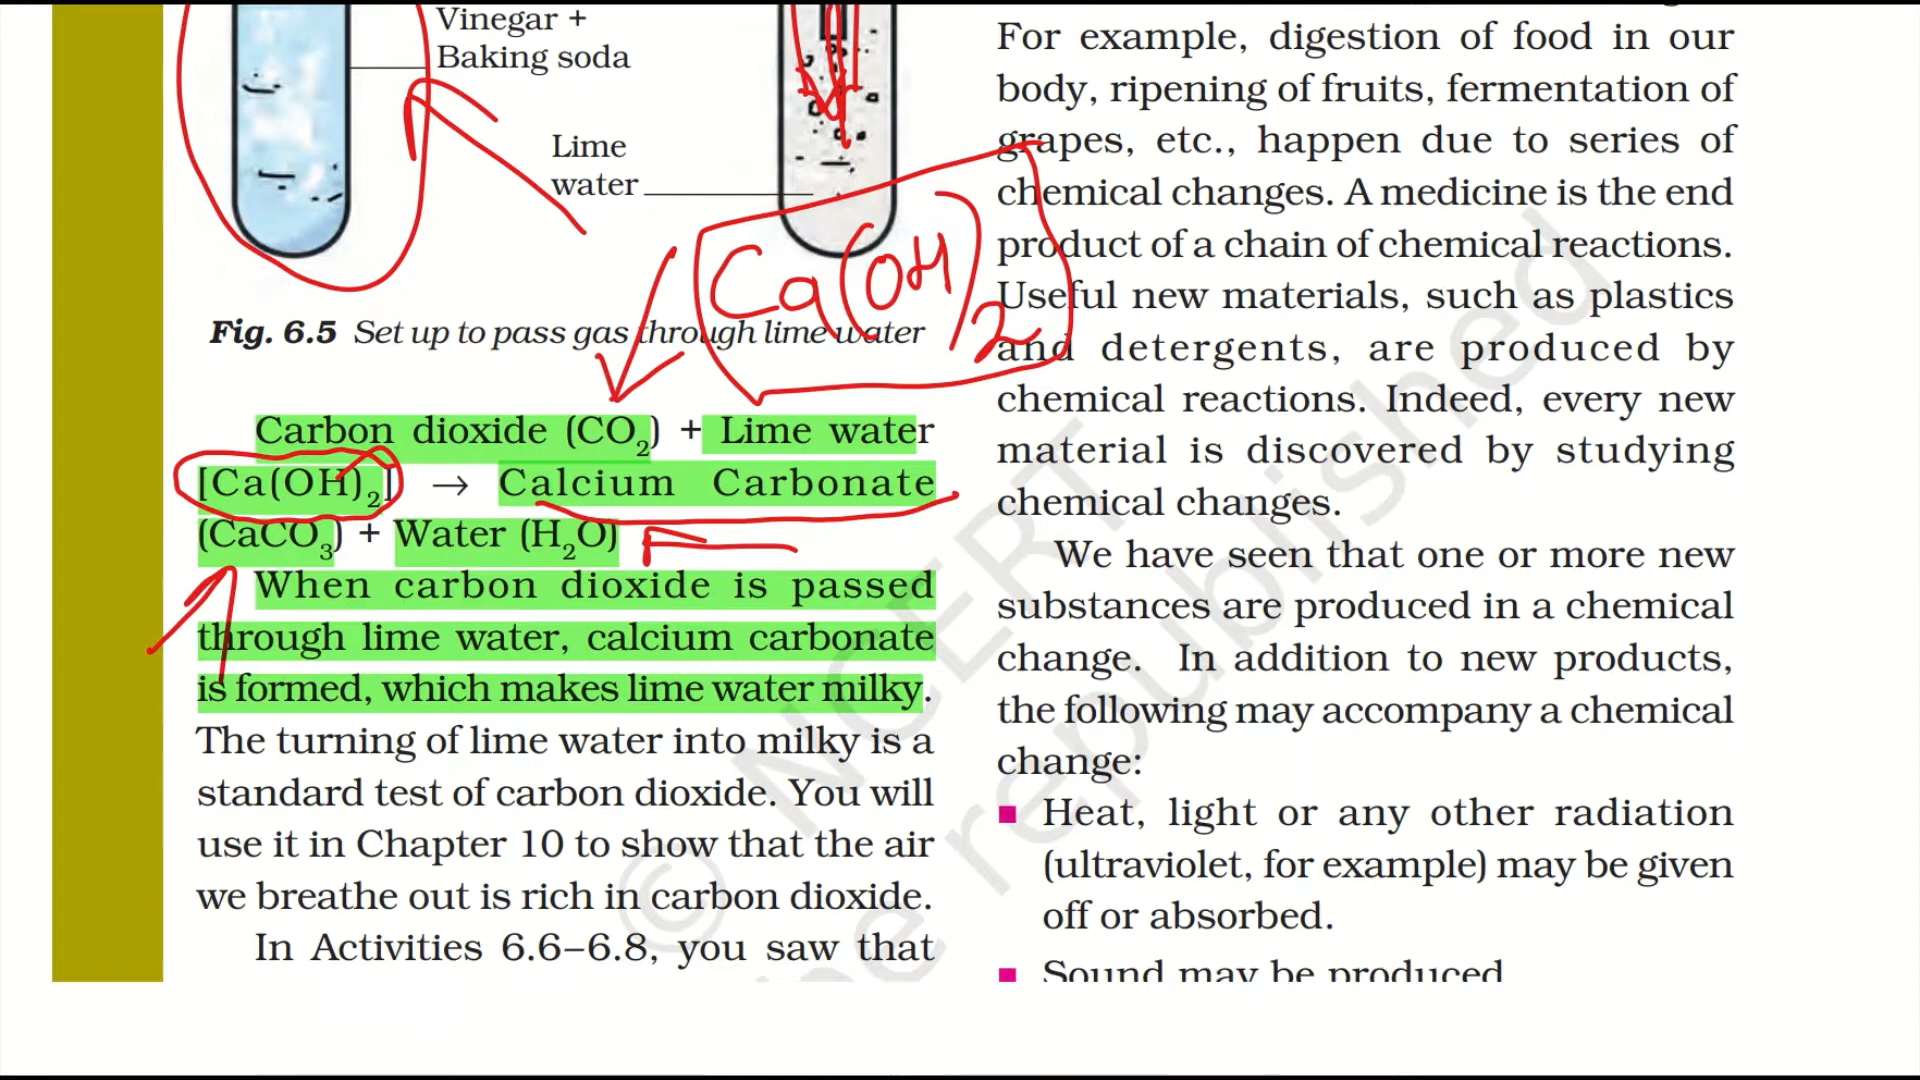 Vinegar +
Baking soda
Lime
water
Ca(OH)2
Fig. 6.5 Set up to pass gas through lime water
Carbon dioxide (CO2) + Lime water
[Ca(OH)2] → Calcium Carbonate
(CaCO3) + Water (H2O)
When carbon dioxide is passed
through lime water, calcium carbonate
is formed, which makes lime water milky.
The turning of lime water into milky is a
standard test of carbon dioxide. You will
use it in Chapter 10 to show that the air
we breathe out is rich in carbon dioxide.
In Activities 6.6–6.8, you saw that
For example, digestion of food in our
body, ripening of fruits, fermentation of
grapes, etc., happen due to series of
chemical changes. A medicine is the end
product of a chain of chemical reactions.
Useful new materials, such as plastics
and detergents, are produced by
chemical reactions. Indeed, every new
material is discovered by studying
chemical changes.
We have seen that one or more new
substances are produced in a chemical
change. In addition to new products,
the following may accompany a chemical
change:
■ Heat, light or any other radiation
(ultraviolet, for example) may be given
off or absorbed.
■ Sound may be produced
© NCERT
be republished